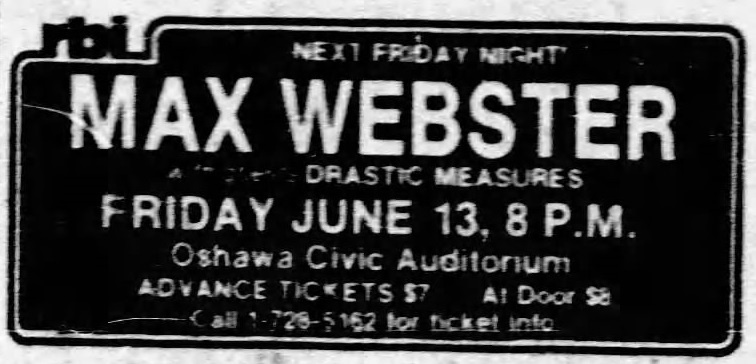 rbi
NEXT FRIDAY NIGHT!
MAX WEBSTER
DRASTIC MEASURES
FRIDAY JUNE 13, 8 P.M.
Oshawa Civic Auditorium
ADVANCE TICKETS $7 At Door $8
Call 1-728-5162 for ticket info